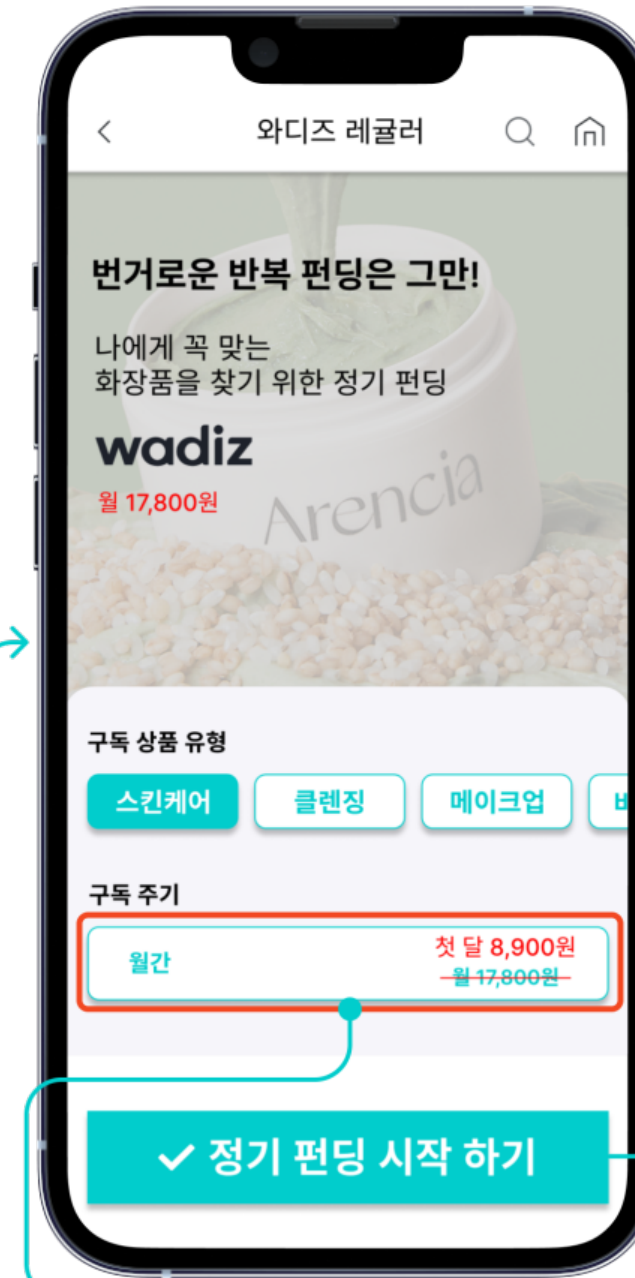 와디즈 레귤러
번거로운 반복 펀딩은 그만!
나에게 꼭 맞는
화장품을 찾기 위한 정기 펀딩
wadiz
월 17,800원
Arencia
구독 상품 유형
스킨케어 클렌징 메이크업
구독 주기
월간 첫 달 8,900원
월 17,800원
정기 펀딩 시작 하기